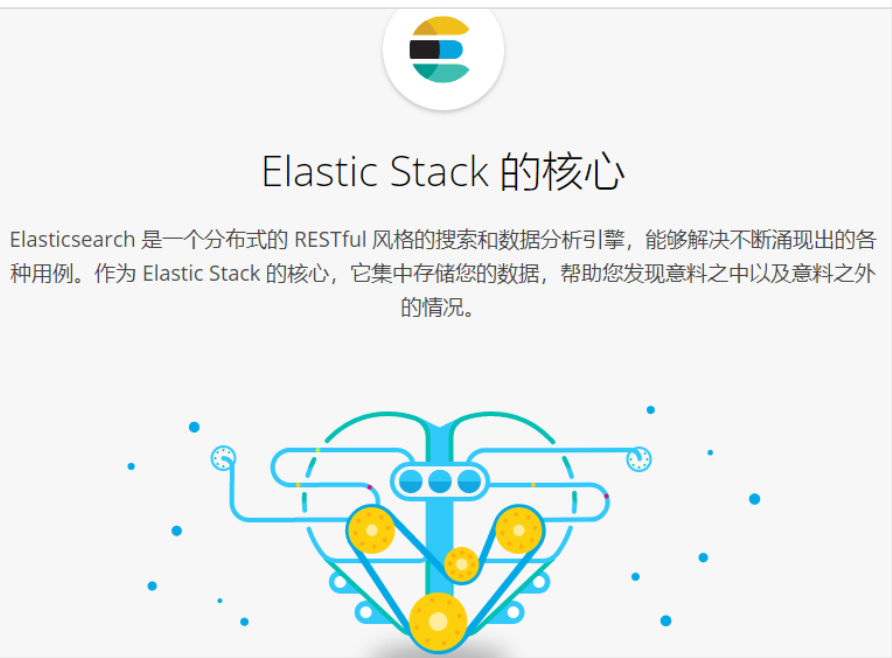 Elastic Stack 的核心
Elasticsearch 是一个分布式的 RESTful 风格的搜索和数据分析引擎，能够解决不断涌现出的各
种用例。作为 Elastic Stack 的核心，它集中存储您的数据，帮助您发现意料之中以及意料之外
的情况。